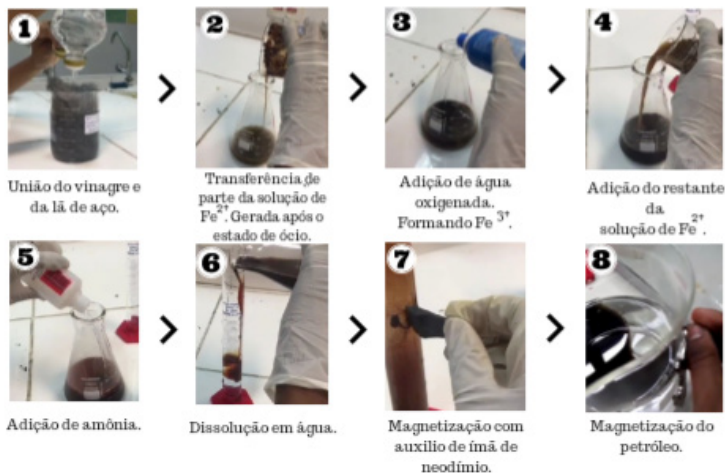 1
União do vinagre e
da lã de aço.
2
Transferência de
parte da solução de
Fe²⁺. Gerada após o
estado de ócio.
3
Adição de água
oxigenada.
Formando Fe ³⁺.
4
Adição do restante
da
solução de Fe²⁺.
5
Adição de amônia.
6
Dissolução em água.
7
Magnetização com
auxilio de ímã de
neodímio.
8
Magnetização do
petróleo.